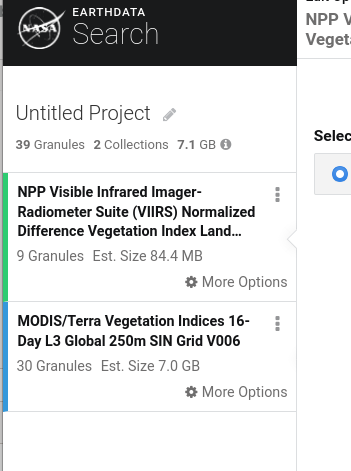 EARTHDATA
Search
NASA
NPP V
Veget
Untitled Project
39 Granules 2 Collections 7.1 GB
Selec
NPP Visible Infrared Imager-
Radiometer Suite (VIIRS) Normalized
Difference Vegetation Index Land...
9 Granules Est. Size 84.4 MB
More Options
MODIS/Terra Vegetation Indices 16-
Day L3 Global 250m SIN Grid V006
30 Granules Est. Size 7.0 GB
More Options